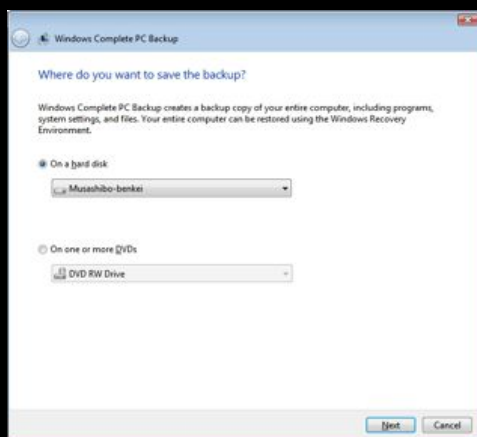 Windows Complete PC Backup
Where do you want to save the backup?
Windows Complete PC Backup creates a backup copy of your entire computer, including programs,
system settings, and files. Your entire computer can be restored using the Windows Recovery
Environment.
On a hard disk
Musashibo-benkei
On one or more DVDs
DVD RW Drive
Next
Cancel